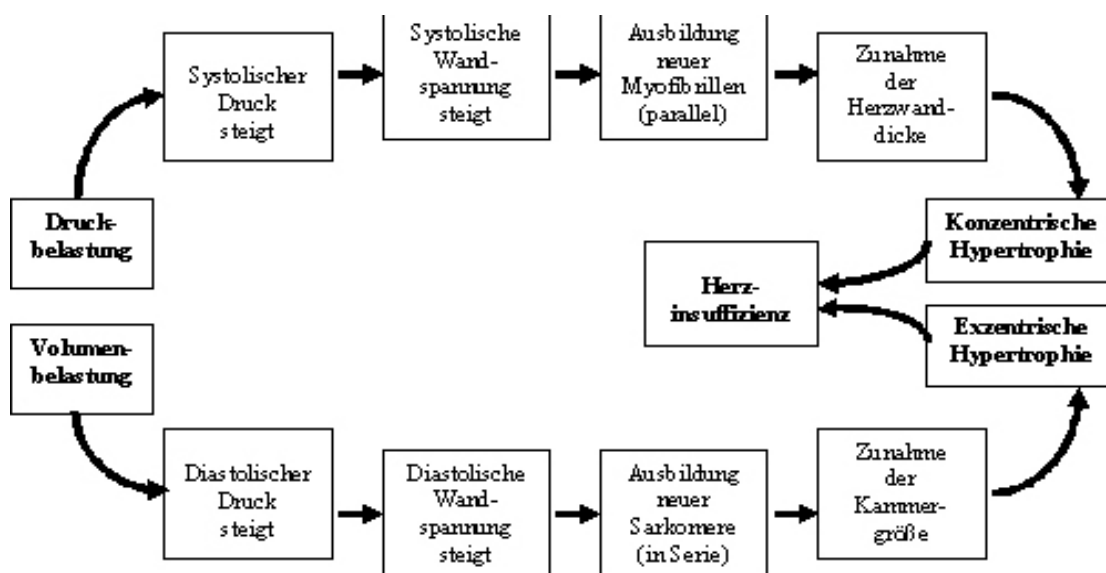 Systolischer
Druck
steigt
Systolische
Wand-
spannung
steigt
Ausbildung
neuer
Myofibrillen
(parallel)
Zunahme
der
Herzwand-
dicke
Druck-
belastung
Konzentrische
Hypertrophie
Herz-
insuffizienz
Volumen-
belastung
Exzentrische
Hypertrophie
Diastolischer
Druck
steigt
Diastolische
Wand-
spannung
steigt
Ausbildung
neuer
Sarkomere
(in Serie)
Zunahme
der
Kammer-
größe